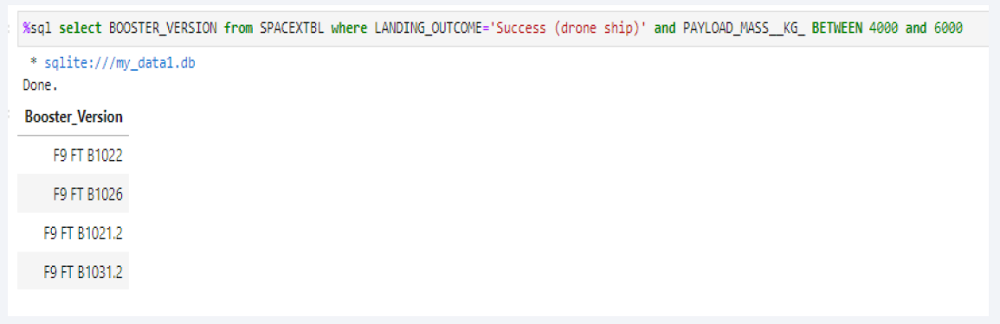 %sql select BOOSTER_VERSION from SPACEXTBL where LANDING_OUTCOME='Success (drone ship)' and PAYLOAD_MASS__KG_ BETWEEN 4000 and 6000
* sqlite:///my_data1.db
Done.
Booster_Version
F9 FT B1022
F9 FT B1026
F9 FT B1021.2
F9 FT B1031.2